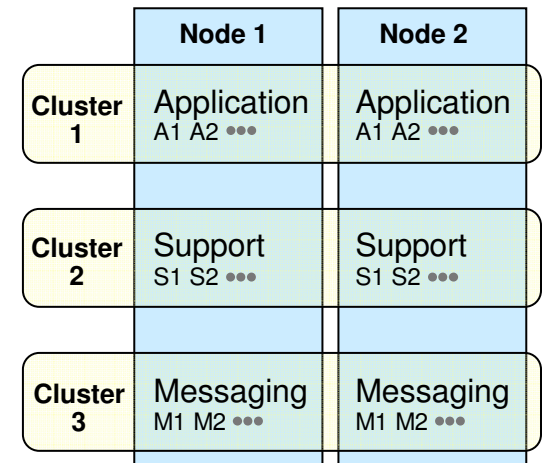 Node 1 Node 2
Cluster 1 Application Application
A1 A2 ••• A1 A2 •••
Cluster 2 Support Support
S1 S2 ••• S1 S2 •••
Cluster 3 Messaging Messaging
M1 M2 ••• M1 M2 •••